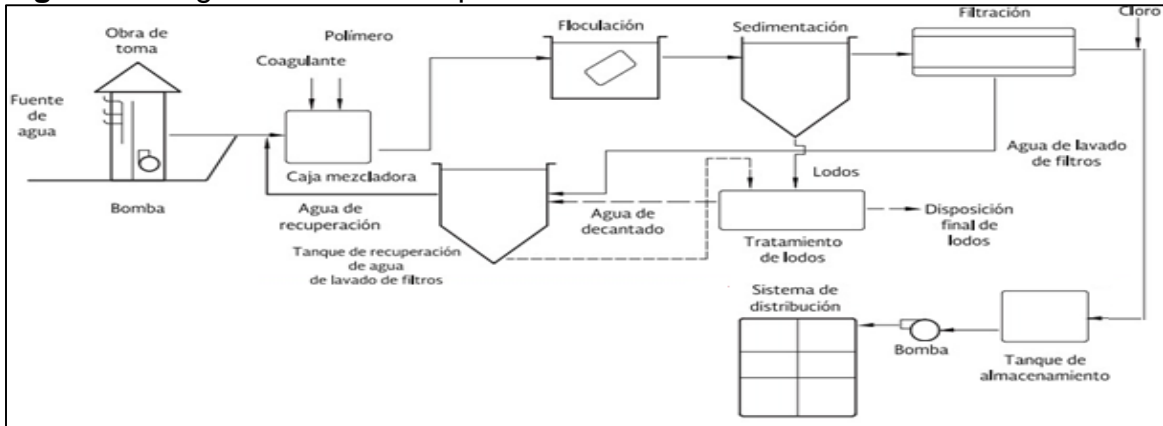 Obra de
toma
Fuente
de
agua
Bomba
Polímero
Coagulante
Caja mezcladora
Floculación
Sedimentación
Filtración
Cloro
Agua de lavado
de filtros
Lodos
Agua de
recuperación
Agua de
decantado
Tanque de recuperación
de agua
de lavado de filtros
Tratamiento
de lodos
Disposición
final de
lodos
Sistema de
distribución
Bomba
Tanque de
almacenamiento